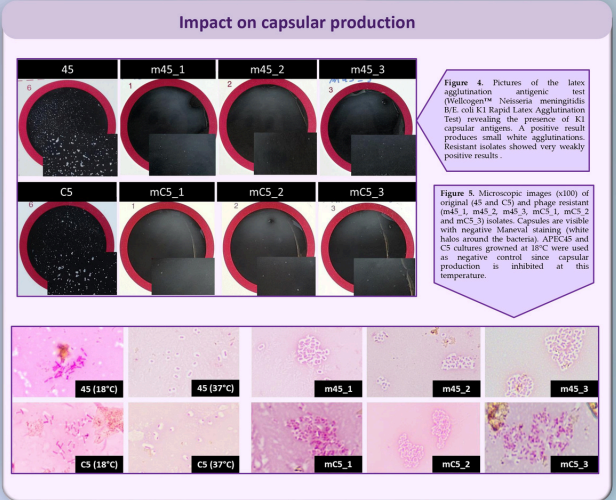 Impact on capsular production
45
m45_1
m45_2
m45_3
6
1
2
3
C5
mC5_1
mC5_2
mC5_3
6
1
2
3
Figure 4. Pictures of the latex
agglutination antigenic test
(Wellcogen™ Neisseria meningitidis
B/E. coli K1 Rapid Latex Agglutination
Test) revealing the presence of K1
capsular antigens. A positive result
produces small white agglutinations.
Resistant isolates showed very weakly
positive results .
Figure 5. Microscopic images (x100) of
original (45 and C5) and phage resistant
(m45_1, m45_2, m45_3, mC5_1, mC5_2
and mC5_3) isolates. Capsules are visible
with negative Maneval staining (white
halos around the bacteria). APEC45 and
C5 cultures growned at 18°C were used
as negative control since capsular
production is inhibited at this
temperature.
45 (18°C)
45 (37°C)
m45_1
m45_2
m45_3
C5 (18°C)
C5 (37°C)
mC5_1
mC5_2
mC5_3